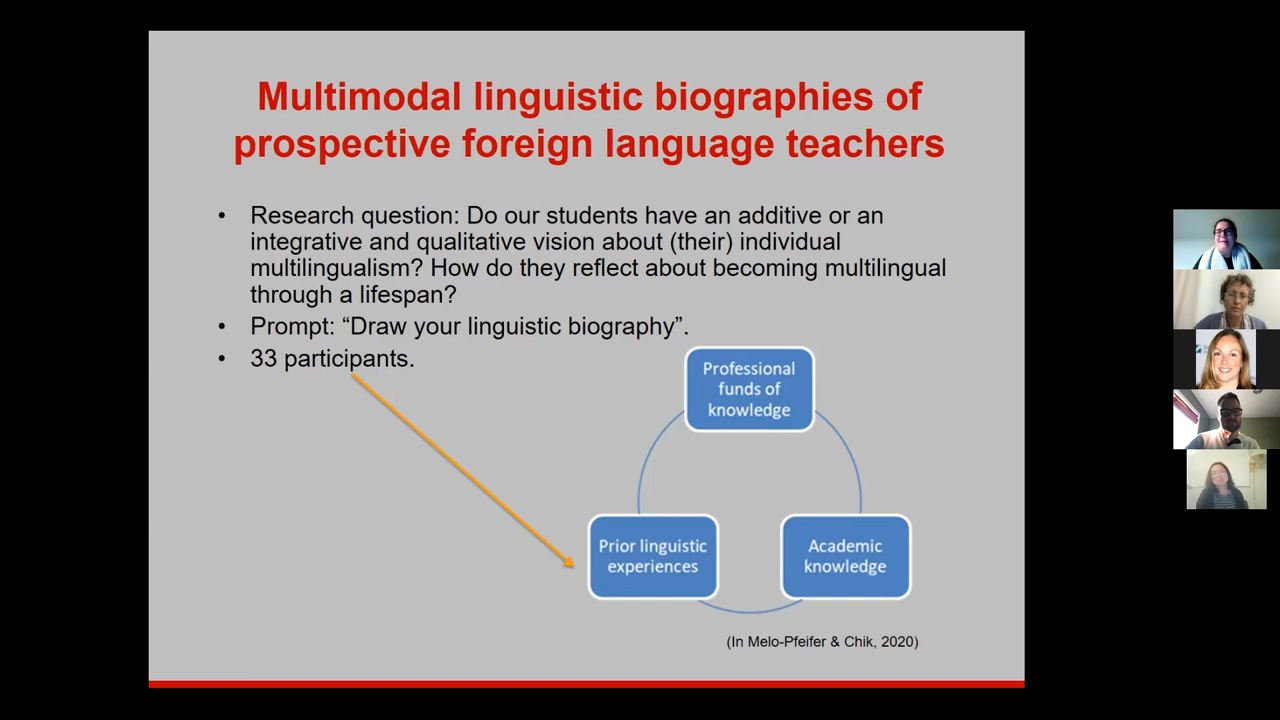 Multimodal linguistic biographies of
prospective foreign language teachers
• Research question: Do our students have an additive or an
integrative and qualitative vision about (their) individual
multilingualism? How do they reflect about becoming multilingual
through a lifespan?
• Prompt: “Draw your linguistic biography”.
• 33 participants.
Professional
funds of
knowledge
Prior linguistic
experiences
Academic
knowledge
(In Melo-Pfeifer & Chik, 2020)